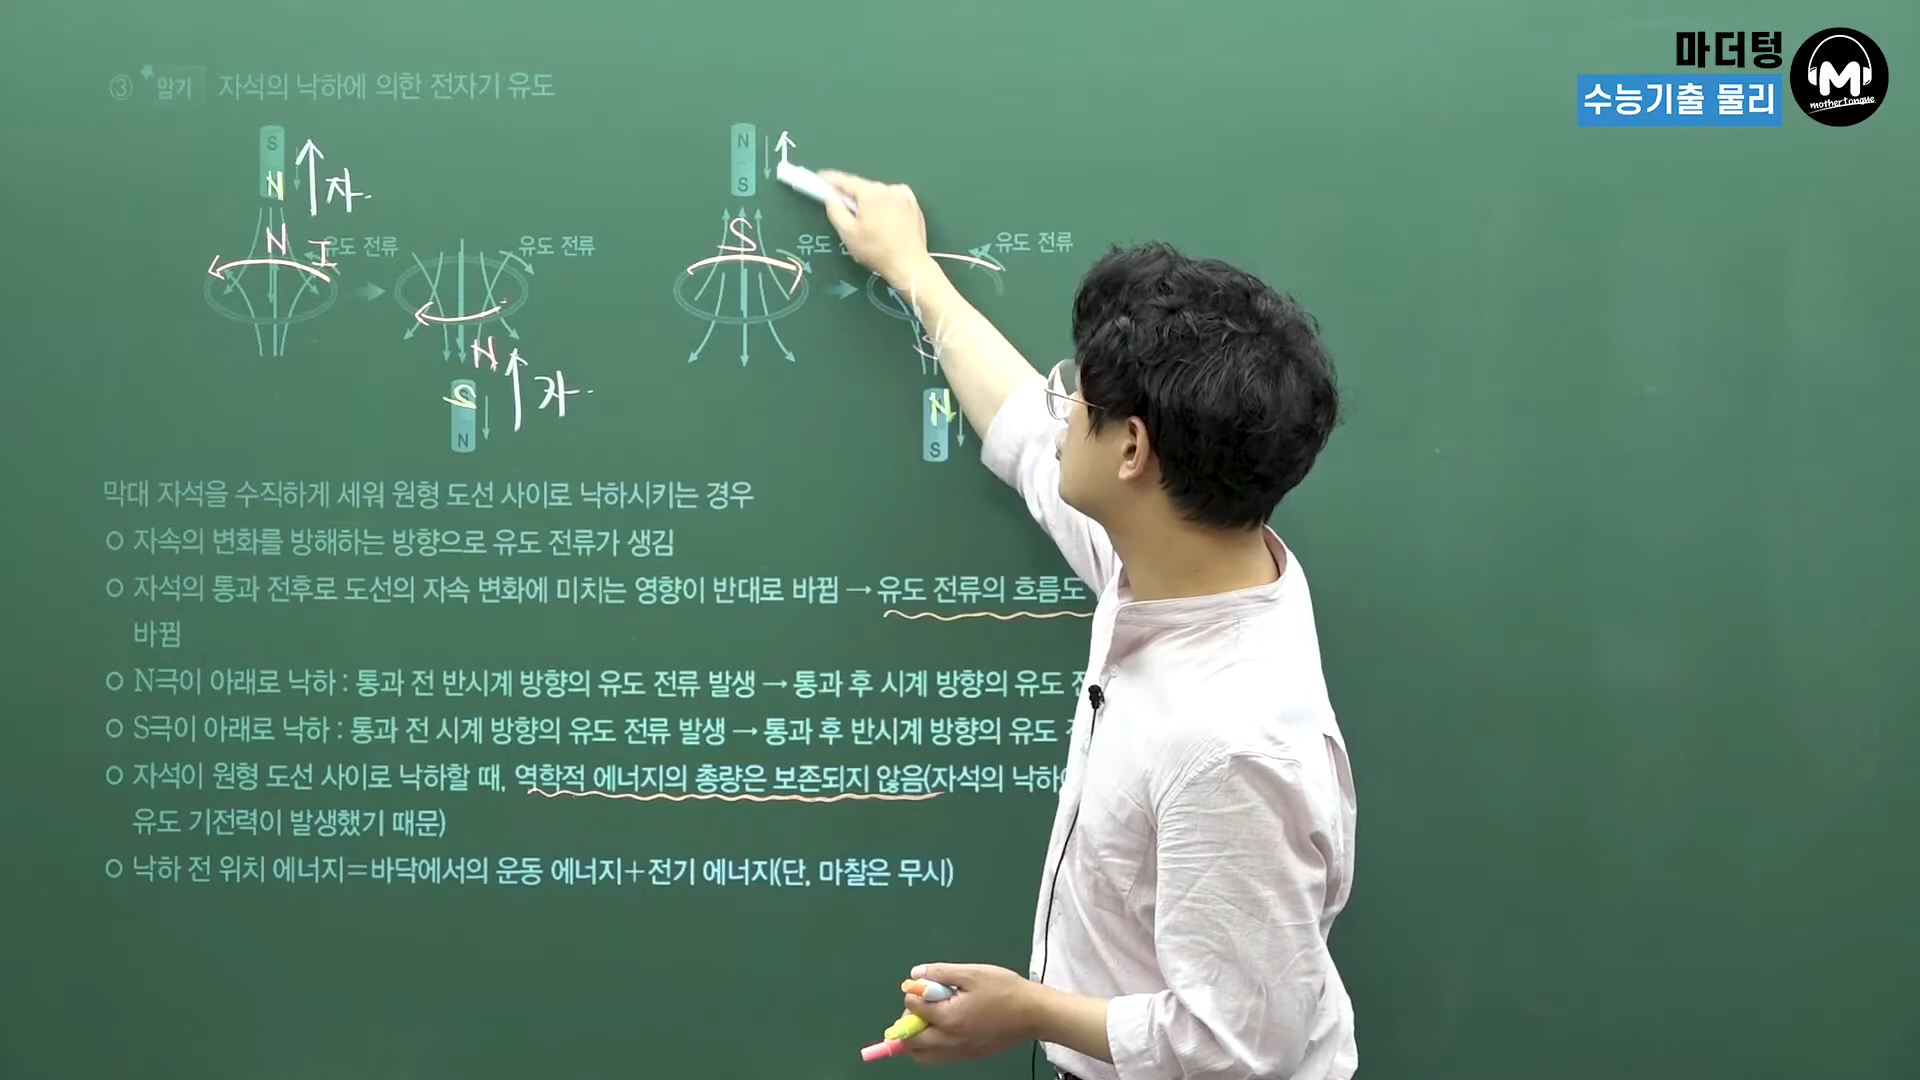 마더텅
수능기출 물리
M
mothertongue
③ 암기 자석의 낙하에 의한 전자기 유도
S
N
자.
N
I
유도 전류
유도 전류
N
S
자.
N
N
S
S
유도
유도 전류
N
S
막대 자석을 수직하게 세워 원형 도선 사이로 낙하시키는 경우
○ 자속의 변화를 방해하는 방향으로 유도 전류가 생김
○ 자석의 통과 전후로 도선의 자속 변화에 미치는 영향이 반대로 바뀜 → 유도 전류의 흐름도
바뀜
○ N극이 아래로 낙하 : 통과 전 반시계 방향의 유도 전류 발생 → 통과 후 시계 방향의 유도
○ S극이 아래로 낙하 : 통과 전 시계 방향의 유도 전류 발생 → 통과 후 반시계 방향의 유도
○ 자석이 원형 도선 사이로 낙하할 때, 역학적 에너지의 총량은 보존되지 않음(자석의
유도 기전력이 발생했기 때문)
○ 낙하 전 위치 에너지=바닥에서의 운동 에너지+전기 에너지(단, 마찰은 무시)